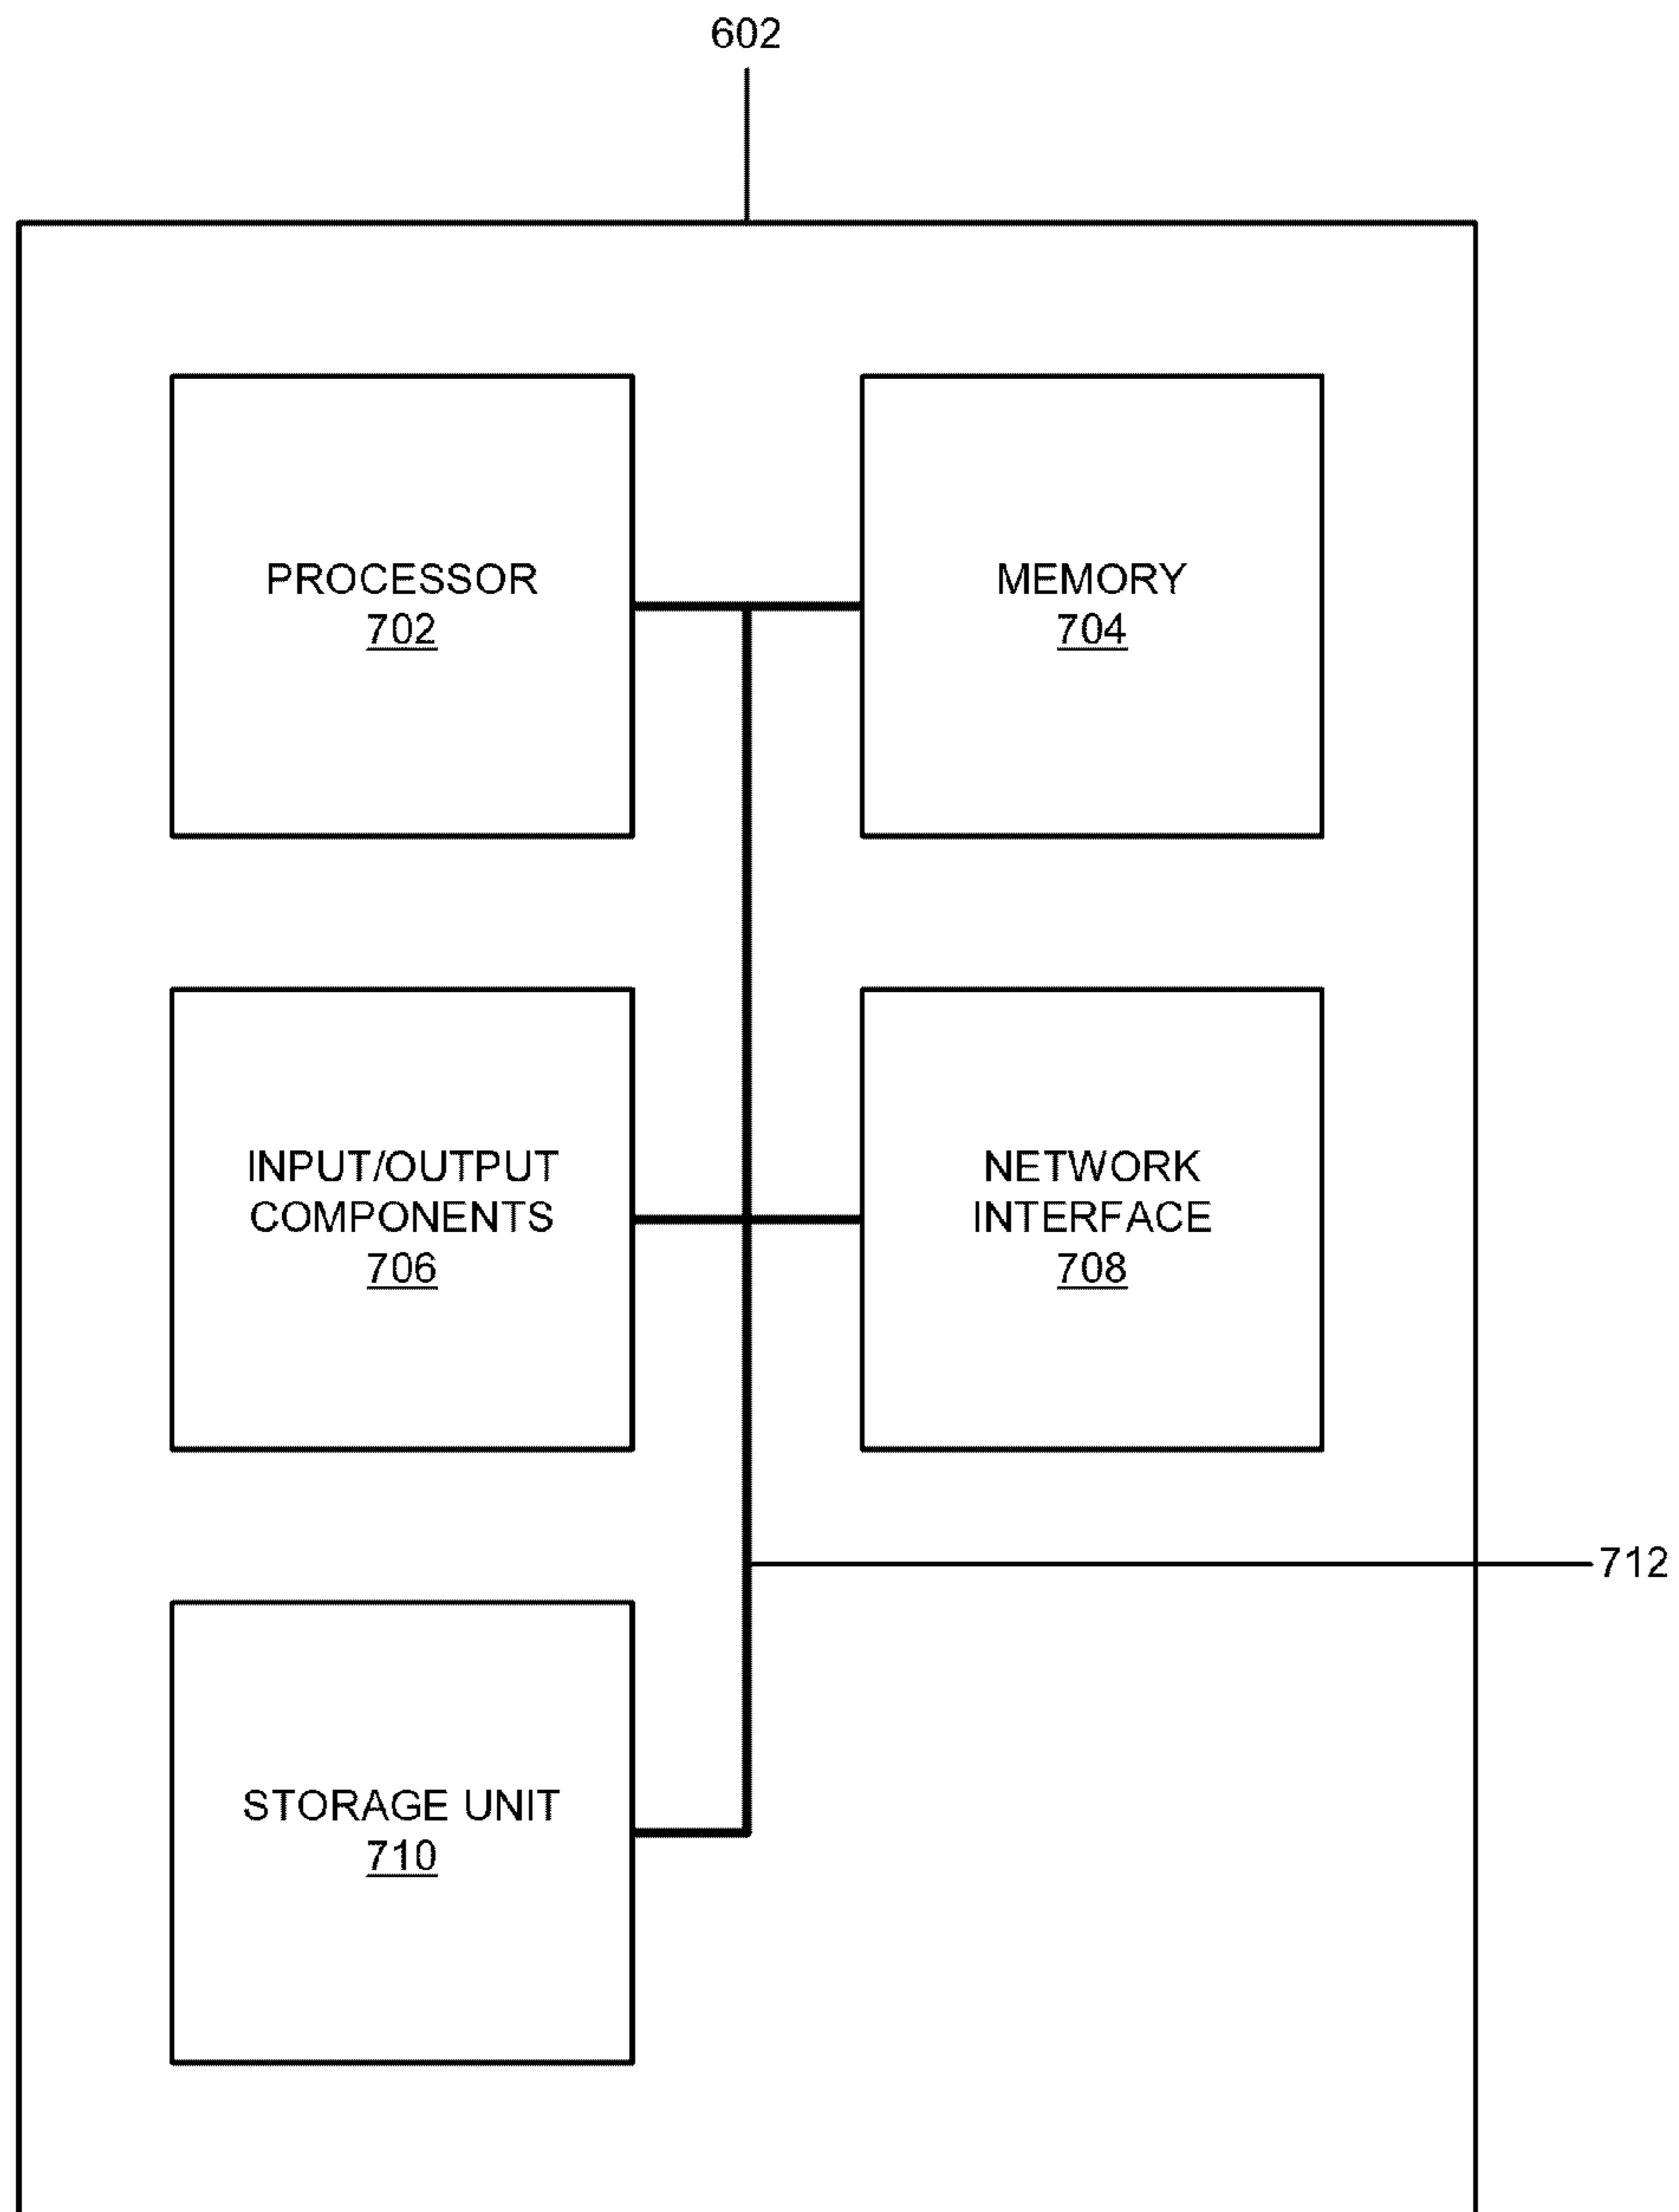 602
PROCESSOR
702
MEMORY
704
INPUT/OUTPUT
COMPONENTS
706
NETWORK
INTERFACE
708
712
STORAGE UNIT
710